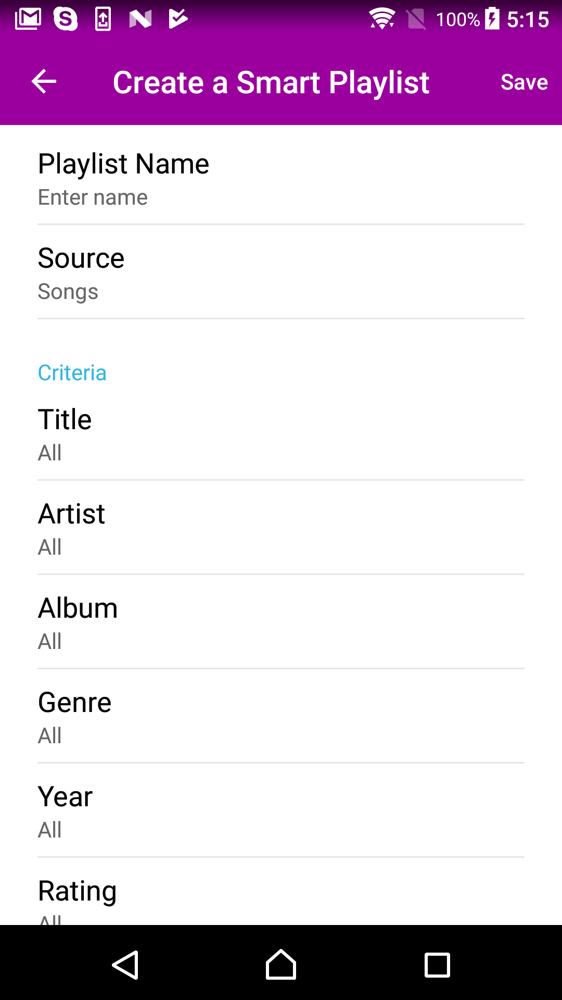 100% 5:15
Create a Smart Playlist
Save
Playlist Name
Enter name
Source
Songs
Criteria
Title
All
Artist
All
Album
All
Genre
All
Year
All
Rating
All